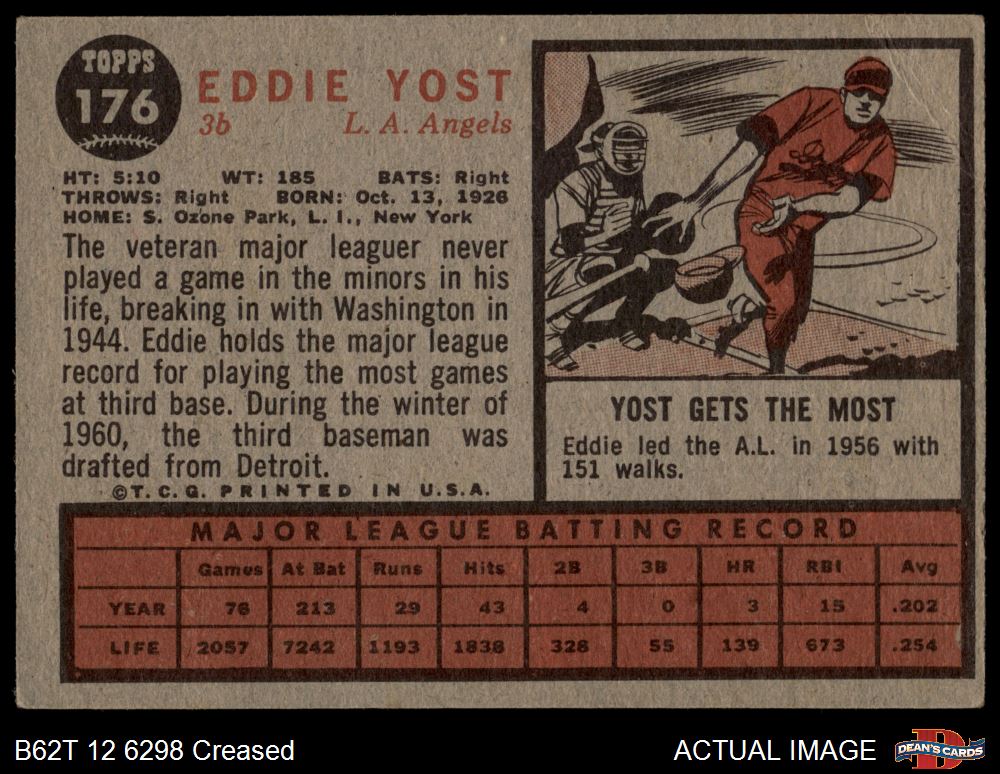 TOPPS
176
EDDIE YOST
3b L. A. Angels
HT: 5:10 WT: 185 BATS: Right
THROWS: Right BORN: Oct. 13, 1926
HOME: S. Ozone Park, L. I., New York
The veteran major leaguer never
played a game in the minors in his
life, breaking in with Washington in
1944. Eddie holds the major league
record for playing the most games
at third base. During the winter of
1960, the third baseman was
drafted from Detroit.
©T. C. G. PRINTED IN U.S.A.
YOST GETS THE MOST
Eddie led the A.L. in 1956 with
151 walks.
MAJOR LEAGUE BATTING RECORD
Games At Bat Runs Hits 2B 3B HR RBI Avg
YEAR 76 213 29 43 4 0 3 15 .202
LIFE 2057 7242 1193 1838 328 55 139 673 .254
B62T 12 6298 Creased
ACTUAL IMAGE
D
DEAN'S CARDS